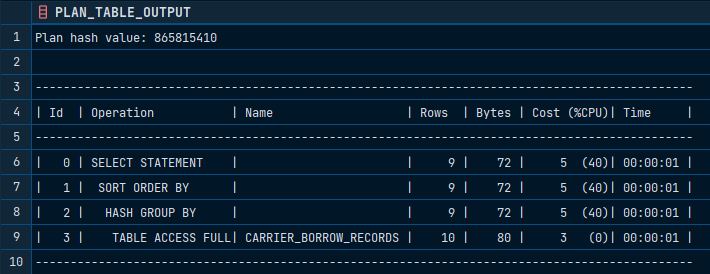 PLAN_TABLE_OUTPUT
1 Plan hash value: 865815410
2
3 ----------------------------------------------------------------------------------------------
4 | Id  | Operation           | Name                   | Rows  | Bytes | Cost (%CPU)| Time     |
5 ----------------------------------------------------------------------------------------------
6 |   0 | SELECT STATEMENT    |                        |     9 |    72 |     5  (40)| 00:00:01 |
7 |   1 |  SORT ORDER BY      |                        |     9 |    72 |     5  (40)| 00:00:01 |
8 |   2 |   HASH GROUP BY     |                        |     9 |    72 |     5  (40)| 00:00:01 |
9 |   3 |    TABLE ACCESS FULL| CARRIER_BORROW_RECORDS |    10 |    80 |     3   (0)| 00:00:01 |
10 ----------------------------------------------------------------------------------------------